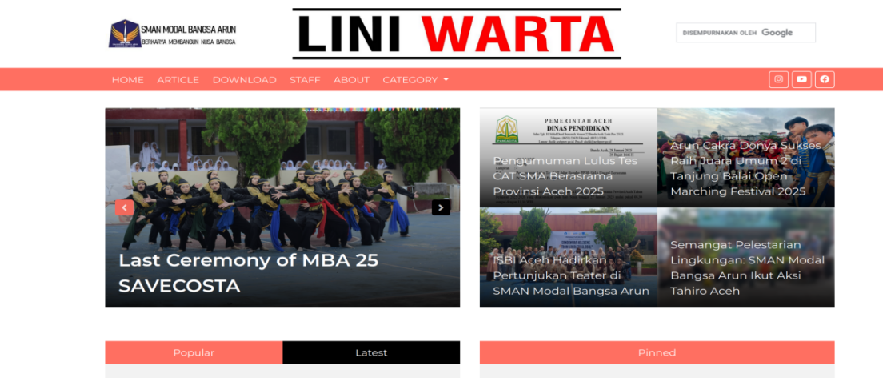 SMAN MODAL BANGSA ARUN
BERKARYA MEMBANGUN NUSA BANGSA
LINI WARTA
DISEMPURNAKAN OLEH Google
HOME ARTICLE DOWNLOAD STAFF ABOUT CATEGORY
Last Ceremony of MBA 25
SAVECOSTA
PEMERINTAH ACEH
DINAS PENDIDIKAN
Pengumuman Lulus Tes
CAT SMA Berasrama
Provinsi Aceh 2025
Arun Cakra Donya Sukses
Raih Juara Umum 2 di
Tanjung Balai Open
Marching Festival 2025
ISBI Aceh Hadirkan
Pertunjukan Teater di
SMAN Modal Bangsa Arun
Semangat Pelestarian
Lingkungan: SMAN Modal
Bangsa Arun Ikut Aksi
Tahiro Aceh
Popular
Latest
Pinned